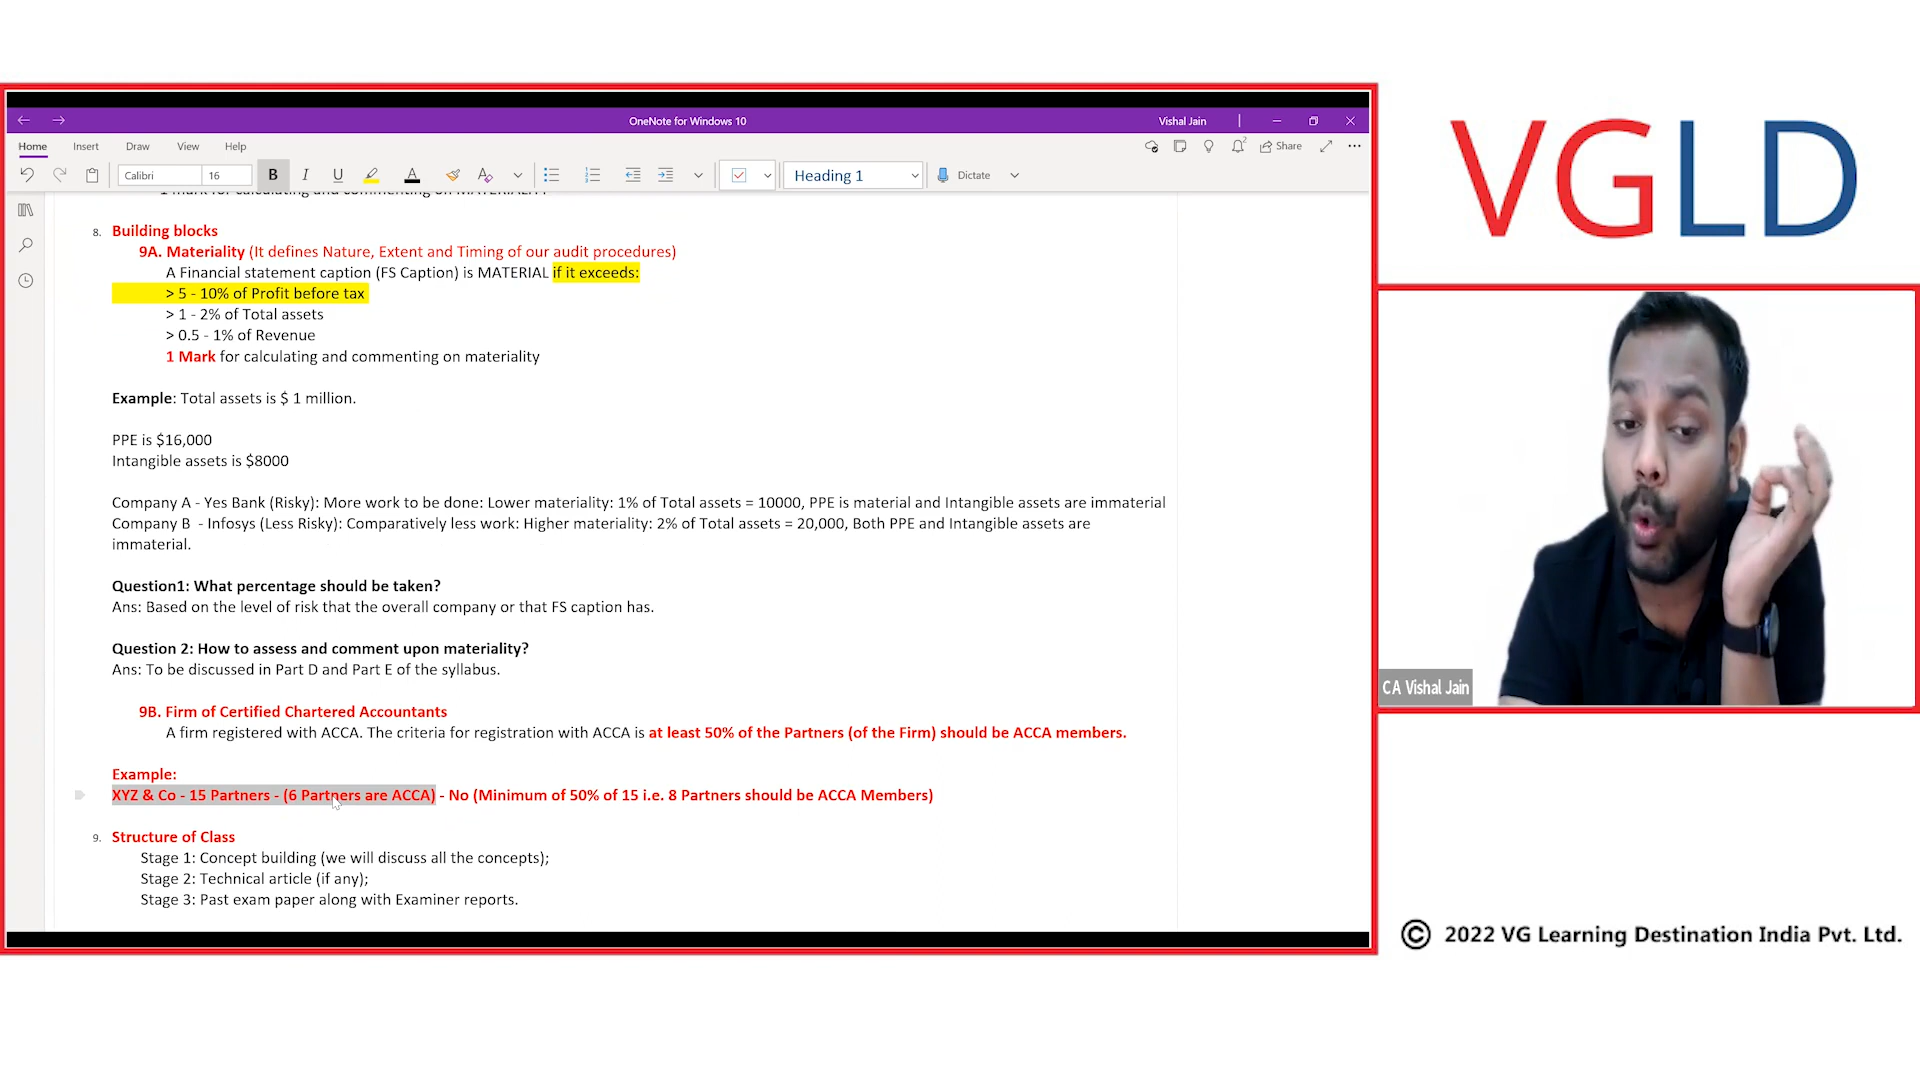 OneNote for Windows 10
Vishal Jain
Home Insert Draw View Help
Share
Calibri 16 B I U A Heading 1 Dictate
1 mark for calculating and commenting on MATERIALITY
8. Building blocks
9A. Materiality (It defines Nature, Extent and Timing of our audit procedures)
A Financial statement caption (FS Caption) is MATERIAL if it exceeds:
> 5 - 10% of Profit before tax
> 1 - 2% of Total assets
> 0.5 - 1% of Revenue
1 Mark for calculating and commenting on materiality
Example: Total assets is $ 1 million.
PPE is $16,000
Intangible assets is $8000
Company A - Yes Bank (Risky): More work to be done: Lower materiality: 1% of Total assets = 10000, PPE is material and Intangible assets are immaterial
Company B - Infosys (Less Risky): Comparatively less work: Higher materiality: 2% of Total assets = 20,000, Both PPE and Intangible assets are
immaterial.
Question1: What percentage should be taken?
Ans: Based on the level of risk that the overall company or that FS caption has.
Question 2: How to assess and comment upon materiality?
Ans: To be discussed in Part D and Part E of the syllabus.
9B. Firm of Certified Chartered Accountants
A firm registered with ACCA. The criteria for registration with ACCA is at least 50% of the Partners (of the Firm) should be ACCA members.
Example:
XYZ & Co - 15 Partners - (6 Partners are ACCA) - No (Minimum of 50% of 15 i.e. 8 Partners should be ACCA Members)
9. Structure of Class
Stage 1: Concept building (we will discuss all the concepts);
Stage 2: Technical article (if any);
Stage 3: Past exam paper along with Examiner reports.
VGLD
CA Vishal Jain
© 2022 VG Learning Destination India Pvt. Ltd.